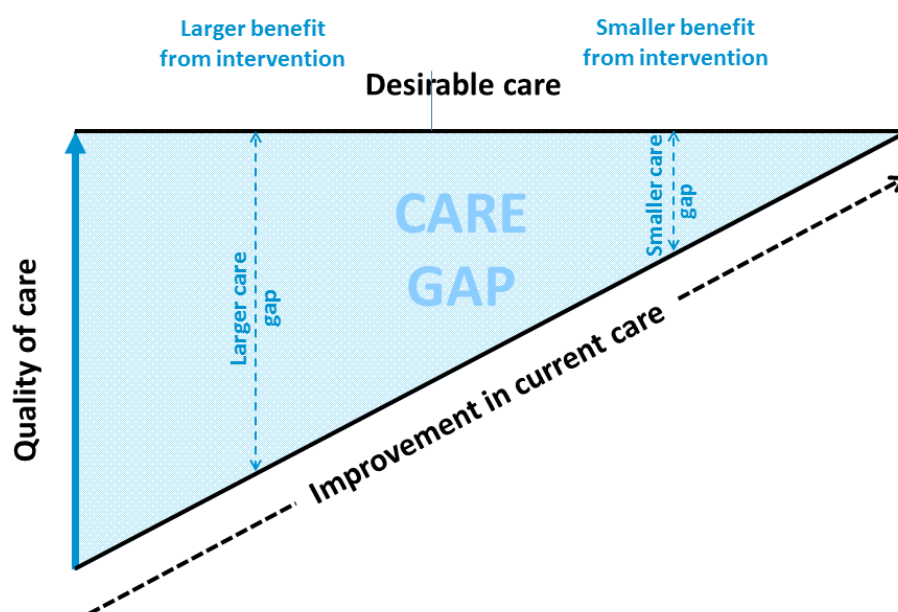 Larger benefit
from intervention
Smaller benefit
from intervention
Desirable care
CARE
GAP
Smaller care
gap
Larger care
gap
Quality of care
Improvement in current care